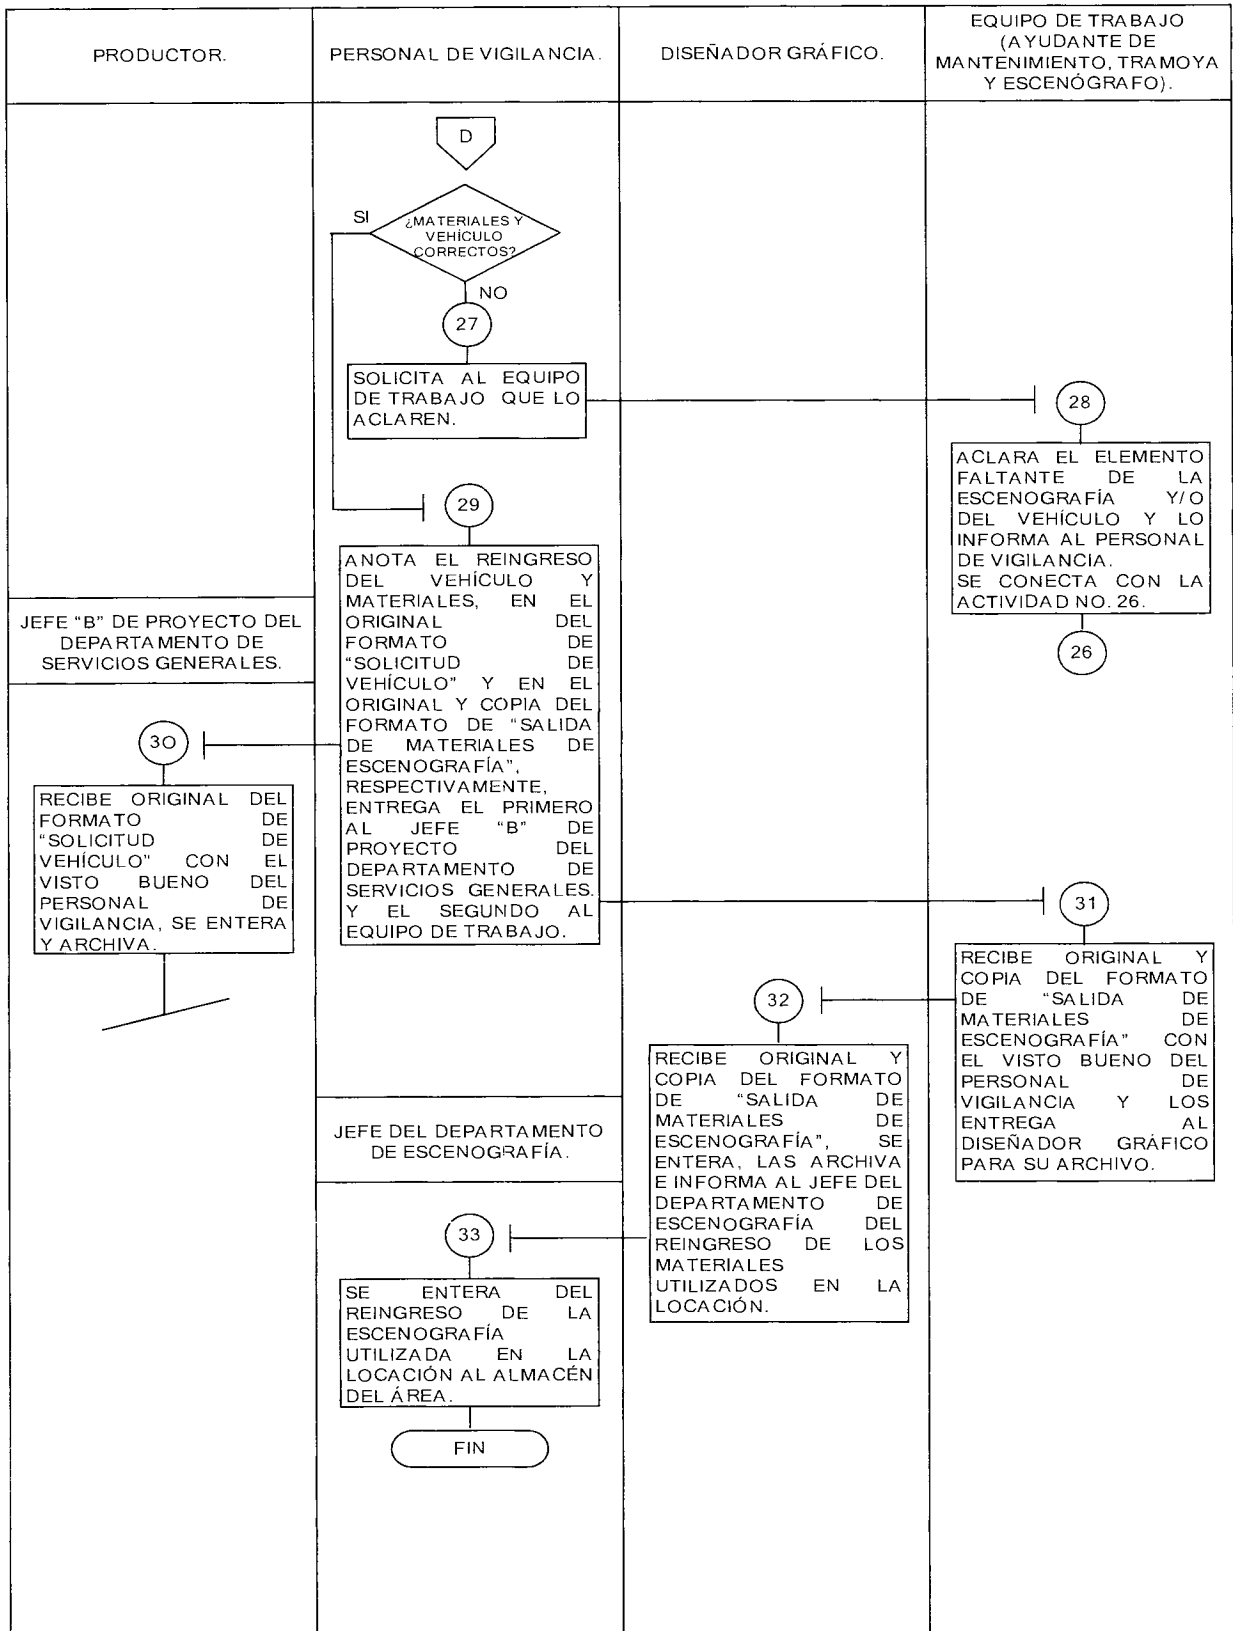 PRODUCTOR.
PERSONAL DE VIGILANCIA.
DISEÑADOR GRÁFICO.
EQUIPO DE TRABAJO
(AYUDANTE DE
MANTENIMIENTO, TRAMOYA
Y ESCENÓGRAFO).
D
SI
¿MATERIALES Y
VEHÍCULO
CORRECTOS?
NO
27
SOLICITA AL EQUIPO
DE TRABAJO QUE LO
ACLAREN.
28
ACLARA EL ELEMENTO
FALTANTE DE LA
ESCENOGRAFÍA Y/O
DEL VEHÍCULO Y LO
INFORMA AL PERSONAL
DE VIGILANCIA.
SE CONECTA CON LA
ACTIVIDAD NO. 26.
26
29
ANOTA EL REINGRESO
DEL VEHÍCULO Y
MATERIALES, EN EL
ORIGINAL DEL
FORMATO DE
"SOLICITUD DE
VEHÍCULO" Y EN EL
ORIGINAL Y COPIA DEL
FORMATO DE "SALIDA
DE MATERIALES DE
ESCENOGRAFÍA",
RESPECTIVAMENTE,
ENTREGA EL PRIMERO
AL JEFE "B" DE
PROYECTO DEL
DEPARTAMENTO DE
SERVICIOS GENERALES.
Y EL SEGUNDO AL
EQUIPO DE TRABAJO.
JEFE "B" DE PROYECTO DEL
DEPARTAMENTO DE
SERVICIOS GENERALES.
30
RECIBE ORIGINAL DEL
FORMATO DE
"SOLICITUD DE
VEHÍCULO" CON EL
VISTO BUENO DEL
PERSONAL DE
VIGILANCIA, SE ENTERA
Y ARCHIVA.
31
RECIBE ORIGINAL Y
COPIA DEL FORMATO
DE "SALIDA DE
MATERIALES DE
ESCENOGRAFÍA" CON
EL VISTO BUENO DEL
PERSONAL DE
VIGILANCIA Y LOS
ENTREGA AL
DISEÑADOR GRÁFICO
PARA SU ARCHIVO.
32
RECIBE ORIGINAL Y
COPIA DEL FORMATO
DE "SALIDA DE
MATERIALES DE
ESCENOGRAFÍA", SE
ENTERA, LAS ARCHIVA
E INFORMA AL JEFE DEL
DEPARTAMENTO DE
ESCENOGRAFÍA DEL
REINGRESO DE LOS
MATERIALES
UTILIZADOS EN LA
LOCACIÓN.
JEFE DEL DEPARTAMENTO
DE ESCENOGRAFÍA.
33
SE ENTERA DEL
REINGRESO DE LA
ESCENOGRAFÍA
UTILIZADA EN LA
LOCACIÓN AL ALMACÉN
DEL ÁREA.
FIN